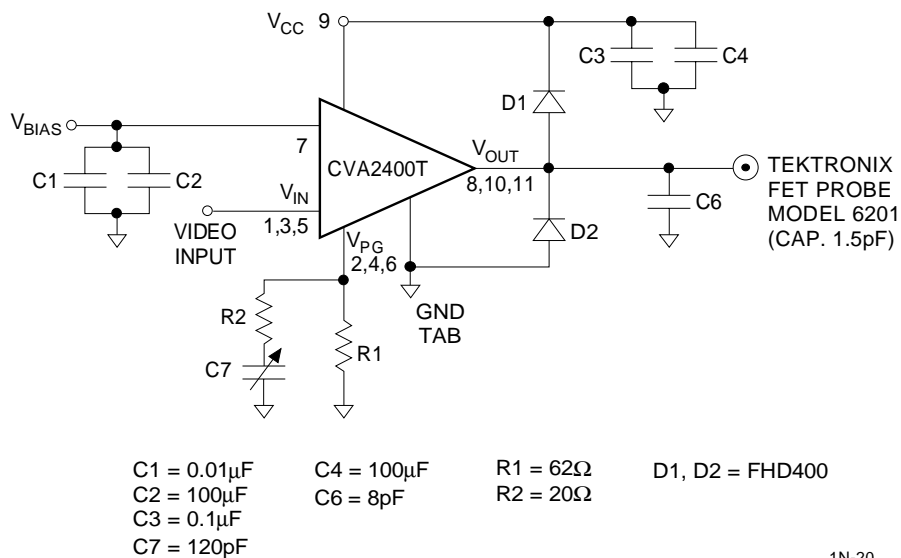 VCC 9
C3
C4
D1
VBIAS
7
CVA2400T
VOUT
8,10,11
TEKTRONIX
FET PROBE
MODEL 6201
(CAP. 1.5pF)
C1
C2
VIN
1,3,5
VIDEO
INPUT
C6
D2
VPG
2,4,6
GND
TAB
R2
R1
C7
C1 = 0.01µF
C2 = 100µF
C3 = 0.1µF
C7 = 120pF
C4 = 100µF
C6 = 8pF
R1 = 62Ω
R2 = 20Ω
D1, D2 = FHD400
1N-20